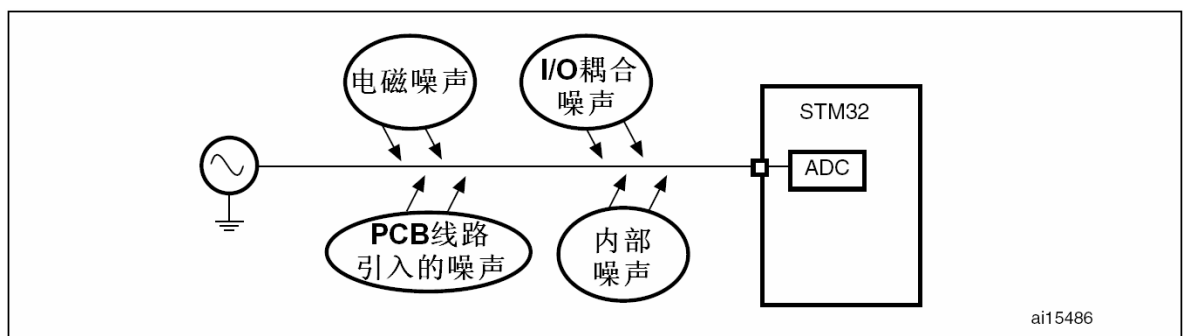 电磁噪声
I/O耦合
噪声
STM32
ADC
PCB线路
引入的噪声
内部
噪声
ai15486